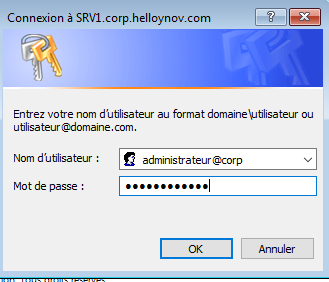 Connexion à SRV1.corp.helloynov.com
Entrez votre nom d'utilisateur au format domaine\utilisateur ou
utilisateur@domaine.com.
Nom d'utilisateur :
administrateur@corp
Mot de passe :
●●●●●●●●●●●●
OK
Annuler
Tous droits réservés